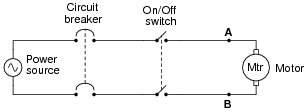 Circuit
breaker
On/Off
switch
A
Power
source
Mtr
Motor
B